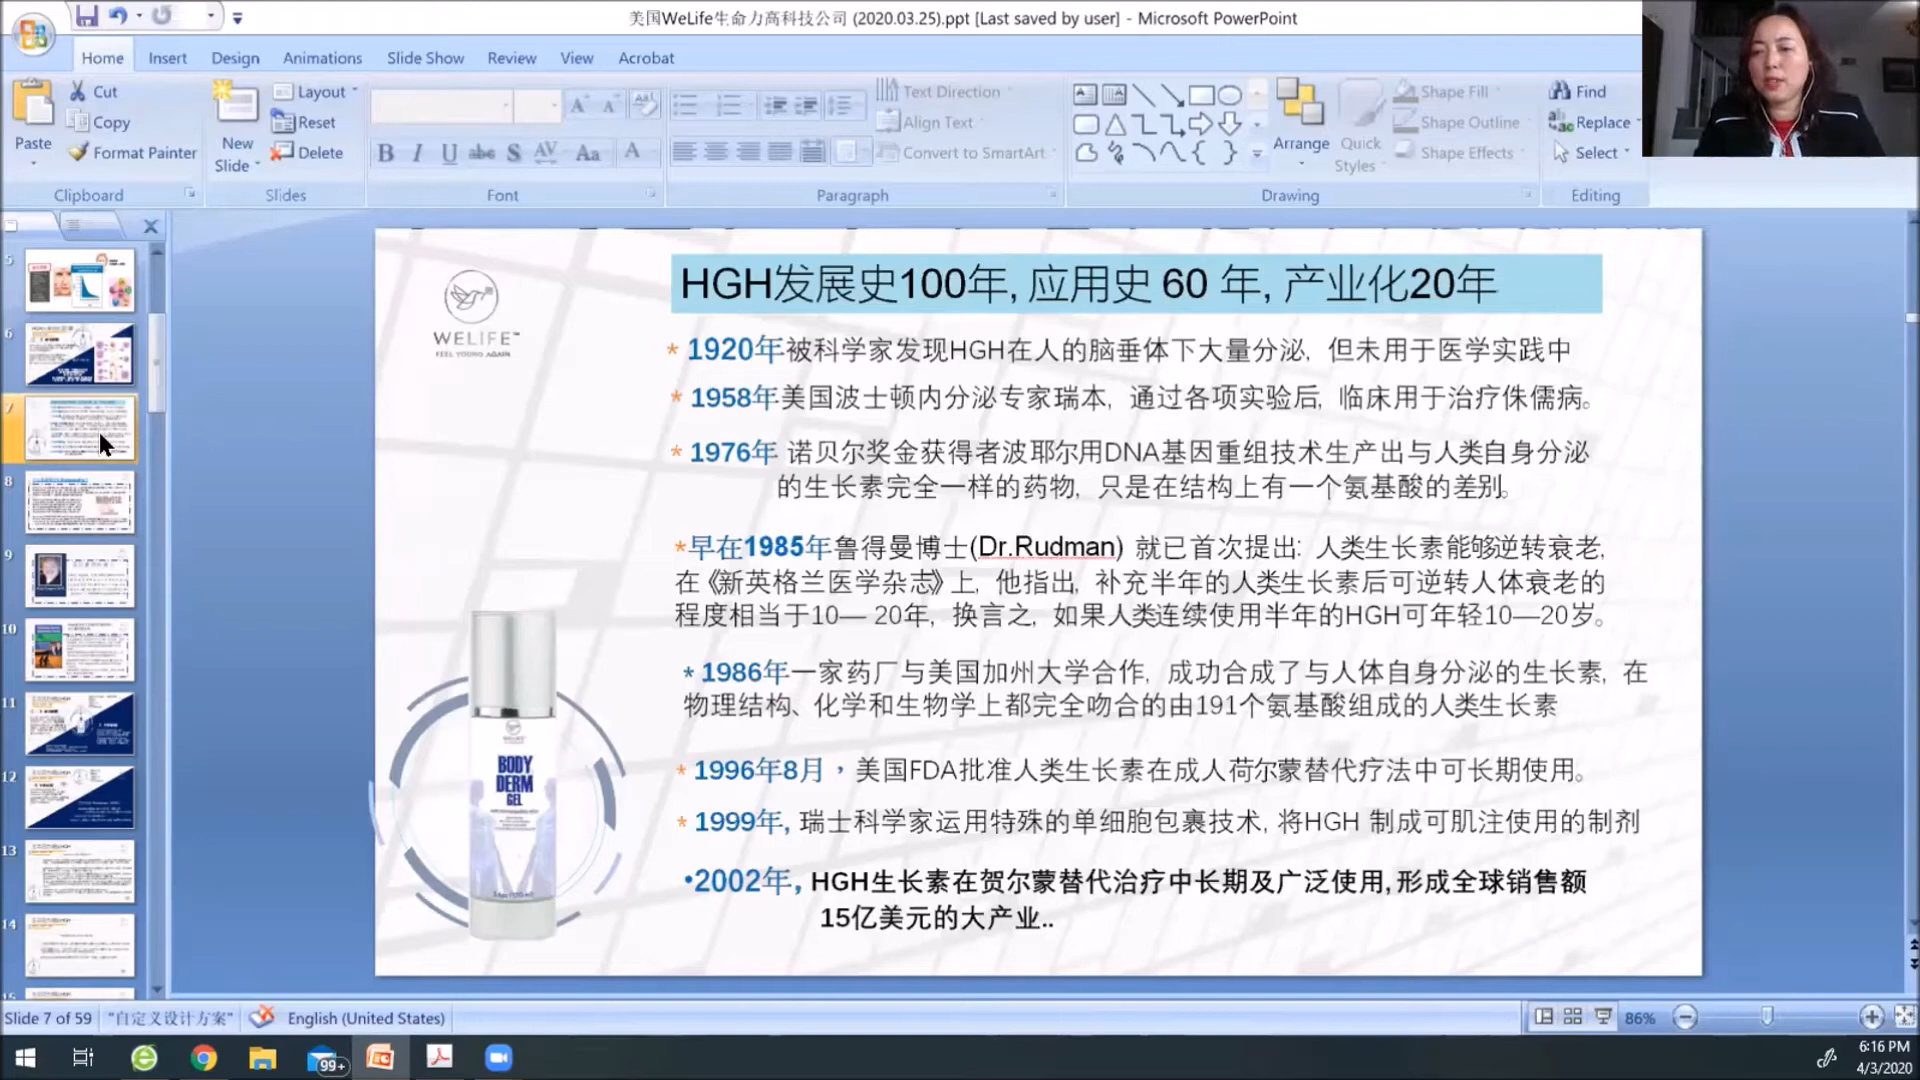 美国WeLife生命力高科技公司 (2020.03.25).ppt [Last saved by user] - Microsoft PowerPoint
Home Insert Design Animations Slide Show Review View Acrobat
Paste
Cut
Copy
Format Painter
Clipboard
New Slide
Layout
Reset
Delete
Slides
B I U abc S AV Aa A
Font
Text Direction
Align Text
Convert to SmartArt
Paragraph
Arrange
Quick Styles
Shape Fill
Shape Outline
Shape Effects
Drawing
Find
Replace
Select
Editing
5
6
7
8
9
10
11
12
13
14
WELIFE™
FEEL YOUNG AGAIN
HGH发展史100年, 应用史 60 年, 产业化20年
* 1920年被科学家发现HGH在人的脑垂体下大量分泌, 但未用于医学实践中
* 1958年美国波士顿内分泌专家瑞本, 通过各项实验后, 临床用于治疗侏儒病。
* 1976年 诺贝尔奖金获得者波耶尔用DNA基因重组技术生产出与人类自身分泌
的生长素完全一样的药物, 只是在结构上有一个氨基酸的差别。
*早在1985年鲁得曼博士(Dr.Rudman) 就已首次提出: 人类生长素能够逆转衰老,
在《新英格兰医学杂志》上, 他指出, 补充半年的人类生长素后可逆转人体衰老的
程度相当于10— 20年, 换言之, 如果人类连续使用半年的HGH可年轻10—20岁。
* 1986年一家药厂与美国加州大学合作, 成功合成了与人体自身分泌的生长素, 在
物理结构、化学和生物学上都完全吻合的由191个氨基酸组成的人类生长素
* 1996年8月，美国FDA批准人类生长素在成人荷尔蒙替代疗法中可长期使用。
* 1999年, 瑞士科学家运用特殊的单细胞包裹技术, 将HGH 制成可肌注使用的制剂
•2002年, HGH生长素在贺尔蒙替代治疗中长期及广泛使用, 形成全球销售额
15亿美元的大产业..
BODY
DERM
GEL
Slide 7 of 59
"自定义设计方案"
English (United States)
86%
99+
6:16 PM
4/3/2020